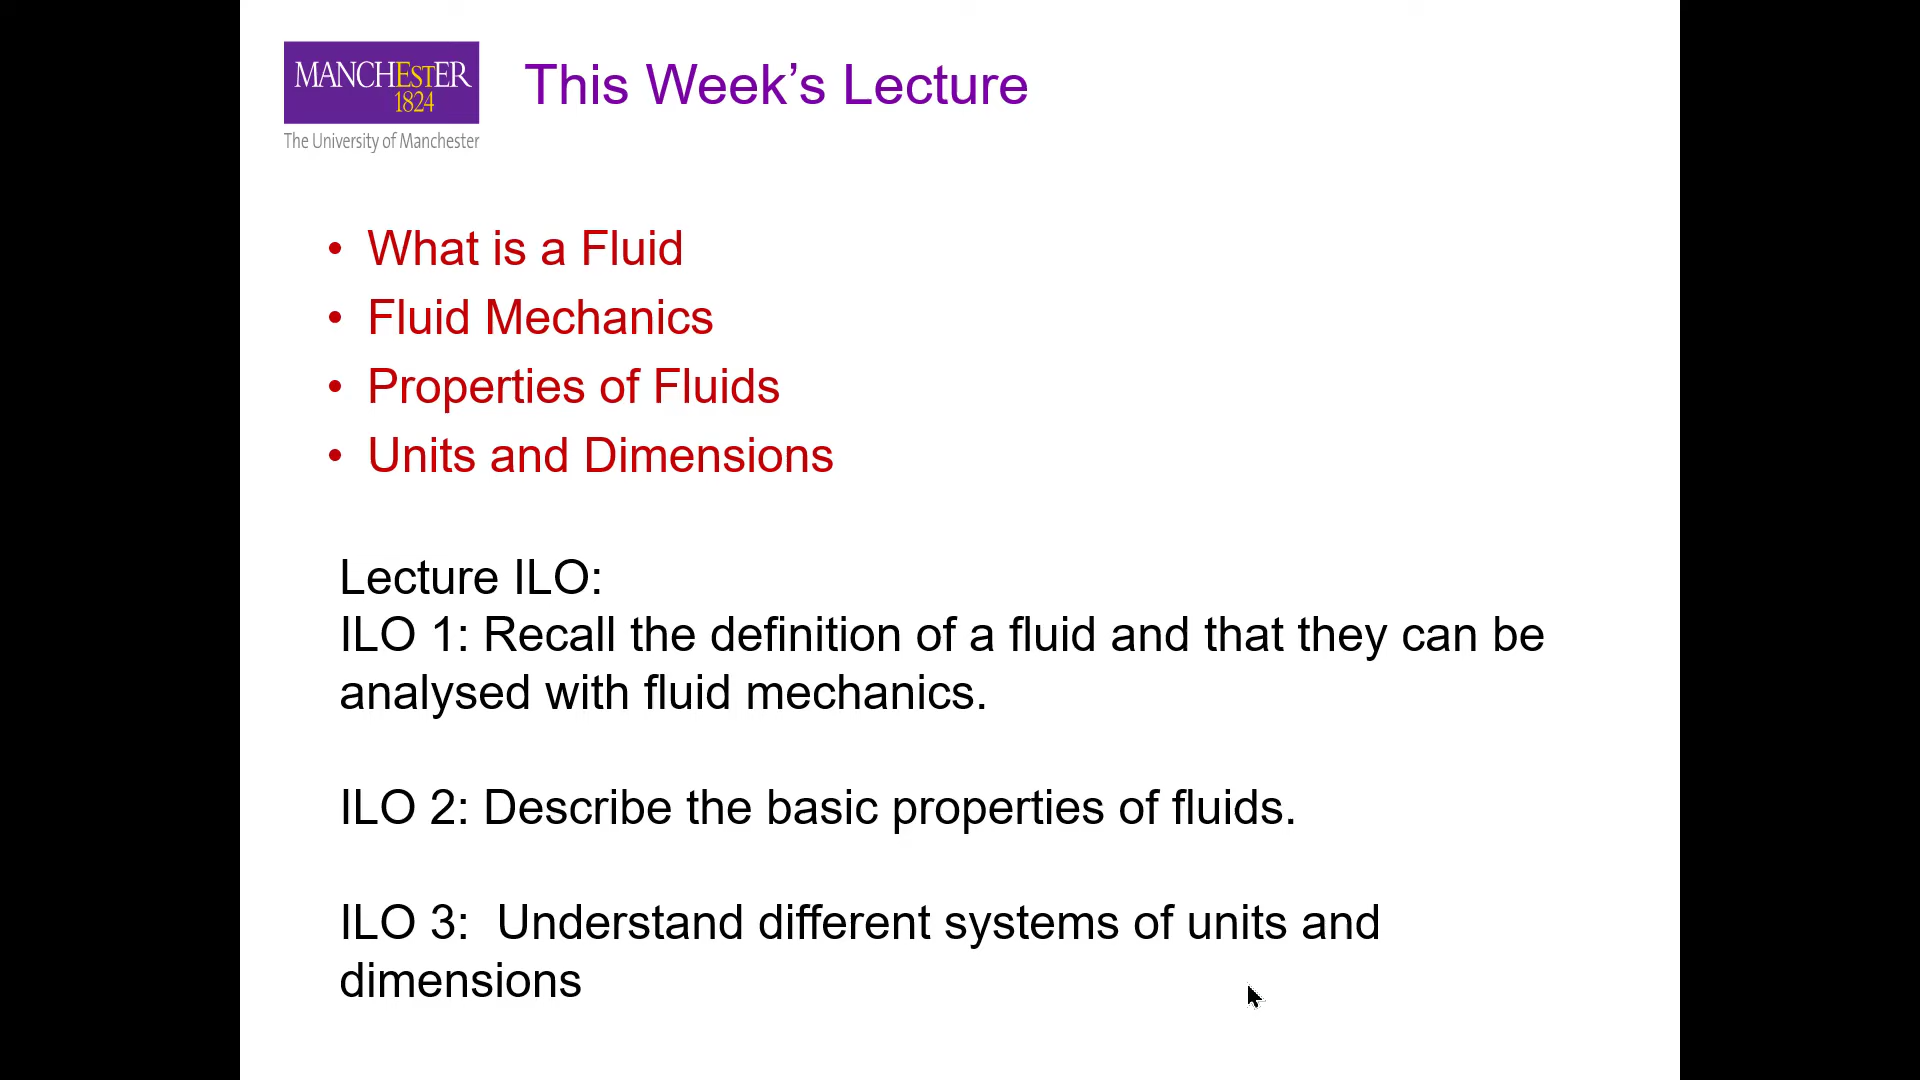 MANCHESTER
1824
The University of Manchester
This Week’s Lecture
• What is a Fluid
• Fluid Mechanics
• Properties of Fluids
• Units and Dimensions
Lecture ILO:
ILO 1: Recall the definition of a fluid and that they can be
analysed with fluid mechanics.
ILO 2: Describe the basic properties of fluids.
ILO 3:  Understand different systems of units and
dimensions